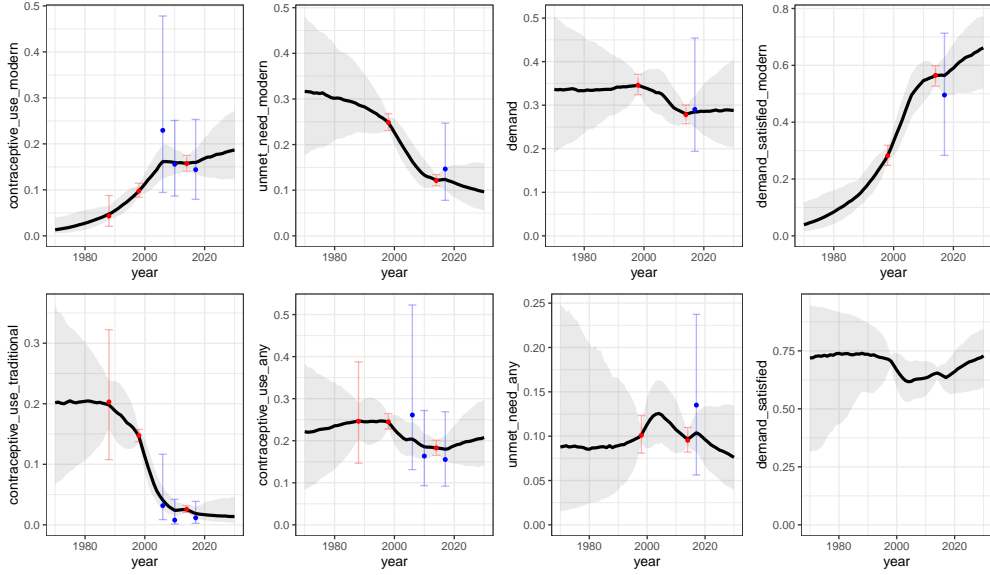 contraceptive_use_modern
0.5
0.4
0.3
0.2
0.1
0.0
1980 2000 2020
year
unmet_need_modern
0.5
0.4
0.3
0.2
0.1
0.0
1980 2000 2020
year
demand
0.5
0.4
0.3
0.2
0.1
0.0
1980 2000 2020
year
demand_satisfied_modern
0.8
0.6
0.4
0.2
0.0
1980 2000 2020
year
contraceptive_use_traditional
0.3
0.2
0.1
0.0
1980 2000 2020
year
contraceptive_use_any
0.5
0.4
0.3
0.2
0.1
0.0
1980 2000 2020
year
unmet_need_any
0.25
0.20
0.15
0.10
0.05
0.00
1980 2000 2020
year
demand_satisfied
0.75
0.50
0.25
0.00
1980 2000 2020
year